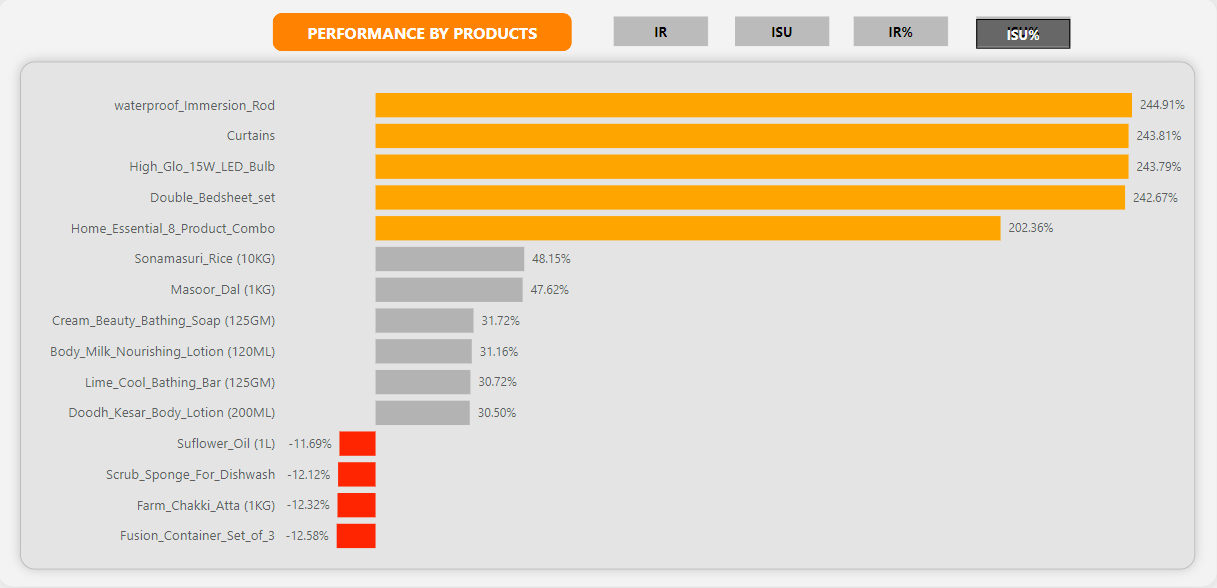 PERFORMANCE BY PRODUCTS IR ISU IR% ISU%
waterproof_Immersion_Rod 244.91%
Curtains 243.81%
High_Glo_15W_LED_Bulb 243.79%
Double_Bedsheet_set 242.67%
Home_Essential_8_Product_Combo 202.36%
Sonamasuri_Rice (10KG) 48.15%
Masoor_Dal (1KG) 47.62%
Cream_Beauty_Bathing_Soap (125GM) 31.72%
Body_Milk_Nourishing_Lotion (120ML) 31.16%
Lime_Cool_Bathing_Bar (125GM) 30.72%
Doodh_Kesar_Body_Lotion (200ML) 30.50%
Suflower_Oil (1L) -11.69%
Scrub_Sponge_For_Dishwash -12.12%
Farm_Chakki_Atta (1KG) -12.32%
Fusion_Container_Set_of_3 -12.58%